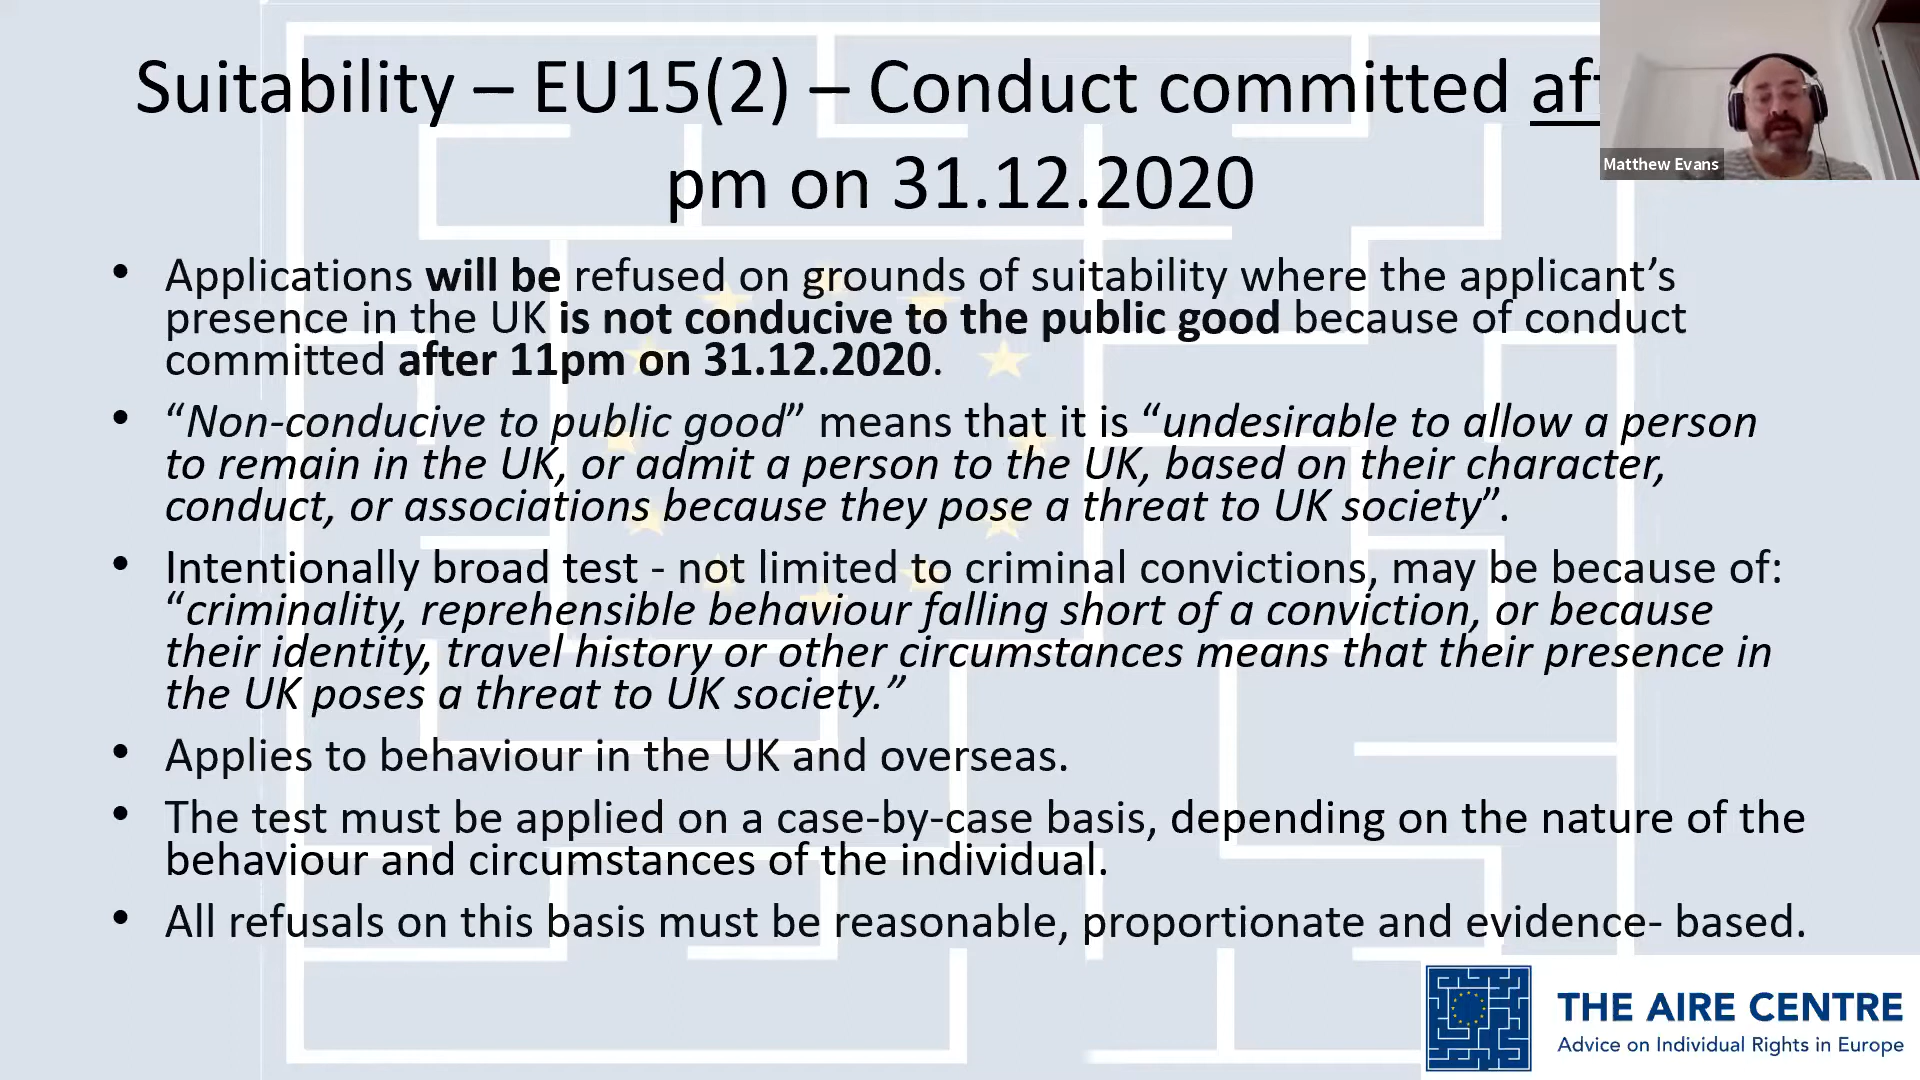 Suitability – EU15(2) – Conduct committed
pm on 31.12.2020
Matthew Evans
• Applications will be refused on grounds of suitability where the applicant’s
presence in the UK is not conducive to the public good because of conduct
committed after 11pm on 31.12.2020.
• “Non-conducive to public good” means that it is “undesirable to allow a person
to remain in the UK, or admit a person to the UK, based on their character,
conduct, or associations because they pose a threat to UK society”.
• Intentionally broad test - not limited to criminal convictions, may be because of:
“criminality, reprehensible behaviour falling short of a conviction, or because
their identity, travel history or other circumstances means that their presence in
the UK poses a threat to UK society.”
• Applies to behaviour in the UK and overseas.
• The test must be applied on a case-by-case basis, depending on the nature of the
behaviour and circumstances of the individual.
• All refusals on this basis must be reasonable, proportionate and evidence- based.
THE AIRE CENTRE
Advice on Individual Rights in Europe